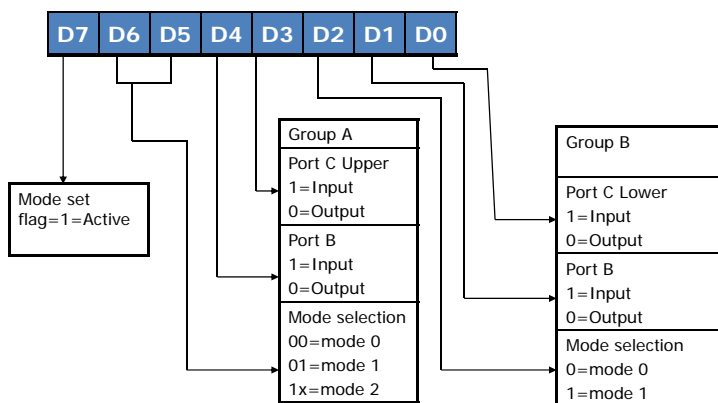 D7 D6 D5 D4 D3 D2 D1 D0
Mode set
flag=1=Active
Group A
Port C Upper
1=Input
0=Output
Port B
1=Input
0=Output
Mode selection
00=mode 0
01=mode 1
1x=mode 2
Group B
Port C Lower
1=Input
0=Output
Port B
1=Input
0=Output
Mode selection
0=mode 0
1=mode 1